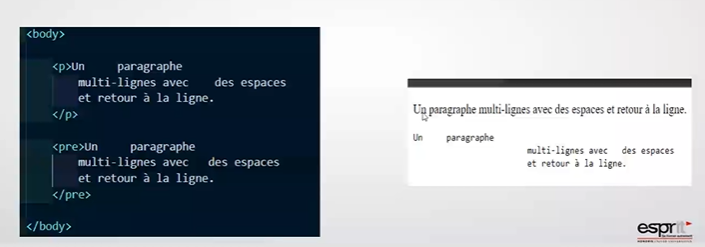 <body>
<p>Un    paragraphe
multi-lignes avec    des espaces
et retour à la ligne.
</p>
<pre>Un    paragraphe
multi-lignes avec    des espaces
et retour à la ligne.
</pre>
</body>
Un paragraphe multi-lignes avec des espaces et retour à la ligne.
Un    paragraphe
multi-lignes avec    des espaces
et retour à la ligne.
esprit